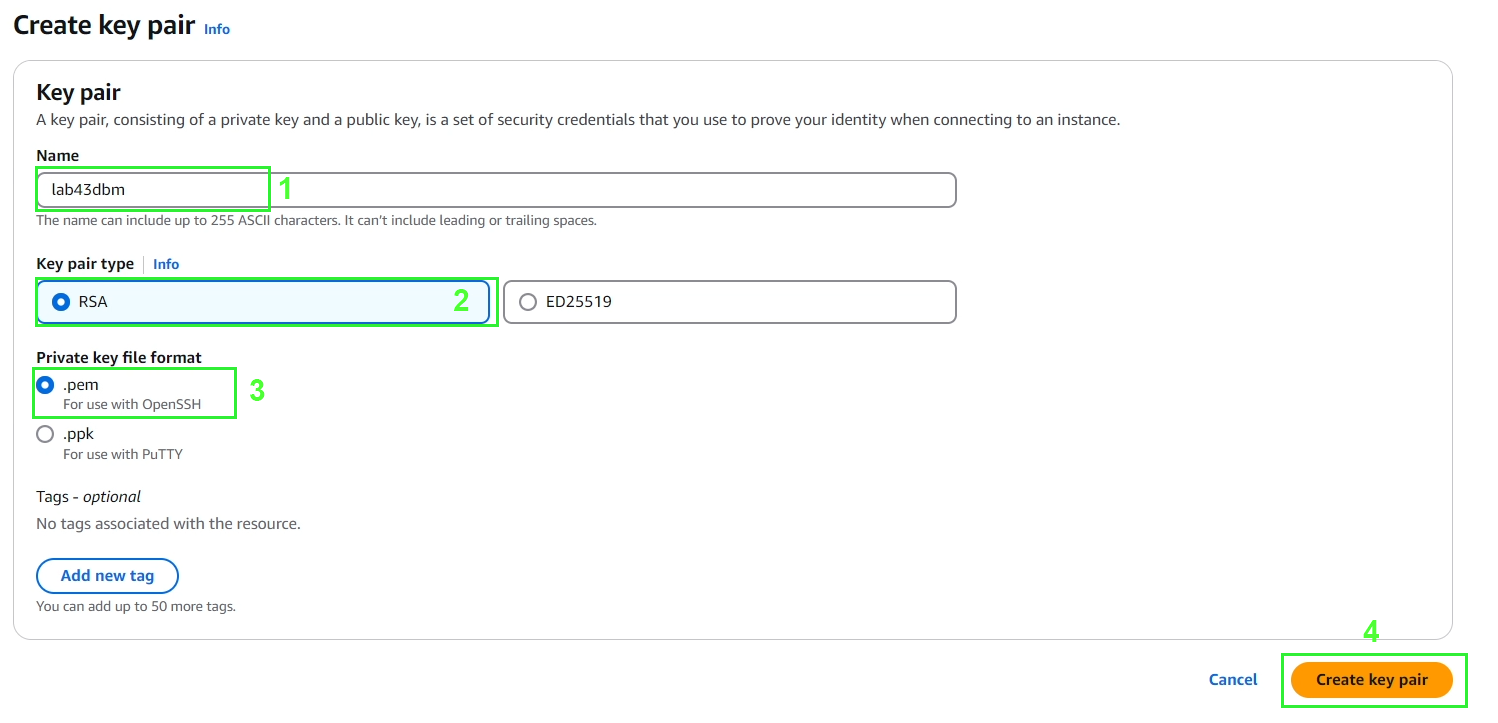 Create key pair Info
Key pair
A key pair, consisting of a private key and a public key, is a set of security credentials that you use to prove your identity when connecting to an instance.
Name
lab43dbm 1
The name can include up to 255 ASCII characters. It can't include leading or trailing spaces.
Key pair type Info
RSA 2 ED25519
Private key file format
.pem
For use with OpenSSH
3
.ppk
For use with PuTTY
Tags - optional
No tags associated with the resource.
Add new tag
You can add up to 50 more tags.
4
Cancel Create key pair